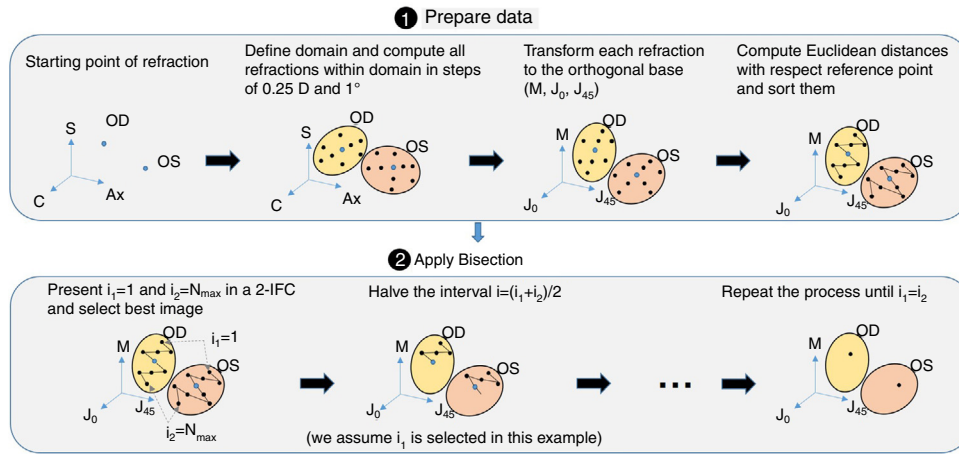 1 Prepare data
Starting point of refraction
Define domain and compute all
refractions within domain in steps
of 0.25 D and 1°
Transform each refraction
to the orthogonal base
(M, J₀, J₄₅)
Compute Euclidean distances
with respect reference point
and sort them
S
OD
OS
Ax
C
S
OD
OS
Ax
C
M
OD
OS
J₄₅
J₀
M
OD
OS
J₄₅
J₀
2 Apply Bisection
Present i₁=1 and i₂=Nₘₐₓ in a 2-IFC
and select best image
Halve the interval i=(i₁+i₂)/2
Repeat the process until i₁=i₂
M
OD
i₁=1
OS
J₄₅
J₀
i₂=Nₘₐₓ
M
OD
OS
J₄₅
J₀
(we assume i₁ is selected in this example)
...
M
OD
OS
J₄₅
J₀